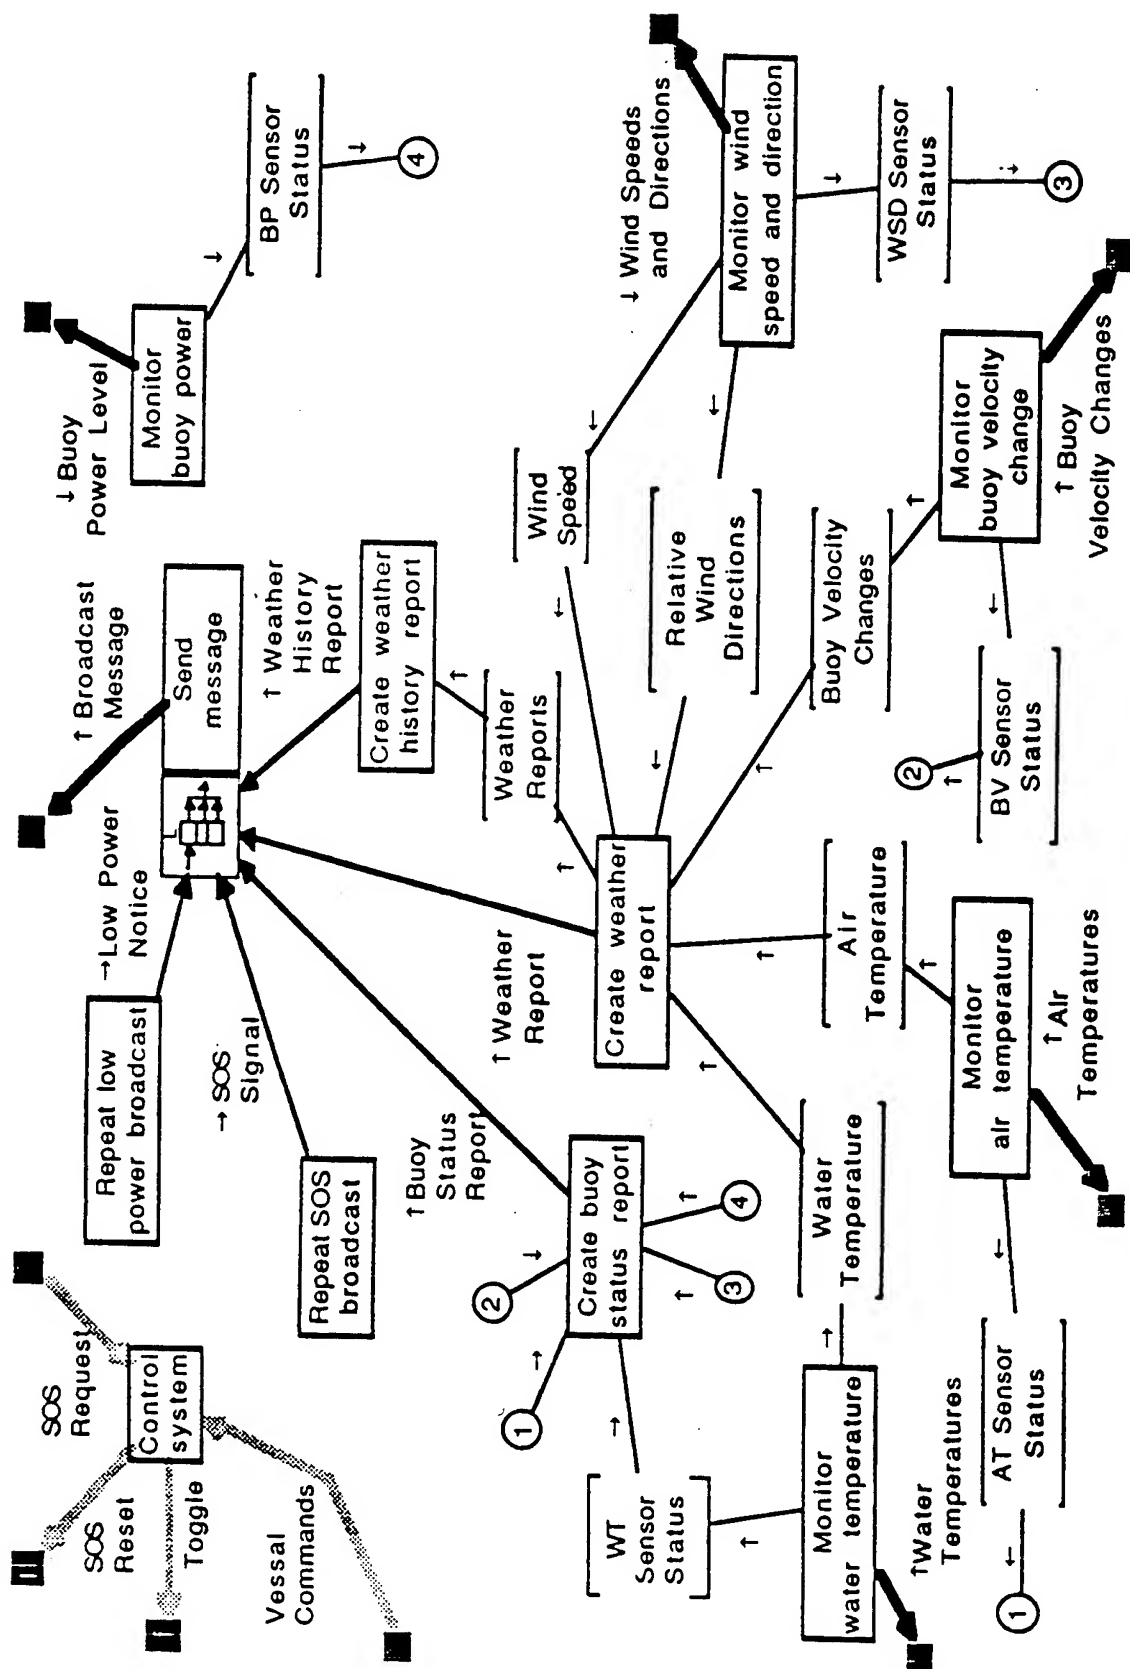 SOS
Request
SOS
Reset
Control
system
Toggle
Vessal
Commands
Repeat low
power broadcast
→Low Power
Notice
Repeat SOS
broadcast
→SOS
Signal
↑ Broadcast
Message
Send
message
↓ Buoy
Power Level
Monitor
buoy power
BP Sensor
Status
4
↑ Weather
History
Report
Create weather
history report
Weather
Reports
↑ Buoy
Status
Report
↑ Weather
Report
1
2
Create buoy
status report
3
4
WT
Sensor
Status
Create weather
report
Wind
Speed
Relative
Wind
Directions
Buoy Velocity
Changes
↓ Wind Speeds
and Directions
Monitor wind
speed and direction
WSD Sensor
Status
3
Monitor
water temperature
↑Water
Temperatures
Water
Temperature
Air
Temperature
Monitor
air temperature
↑ Air
Temperatures
1
AT Sensor
Status
2
BV Sensor
Status
Monitor
buoy velocity
change
↑ Buoy
Velocity Changes